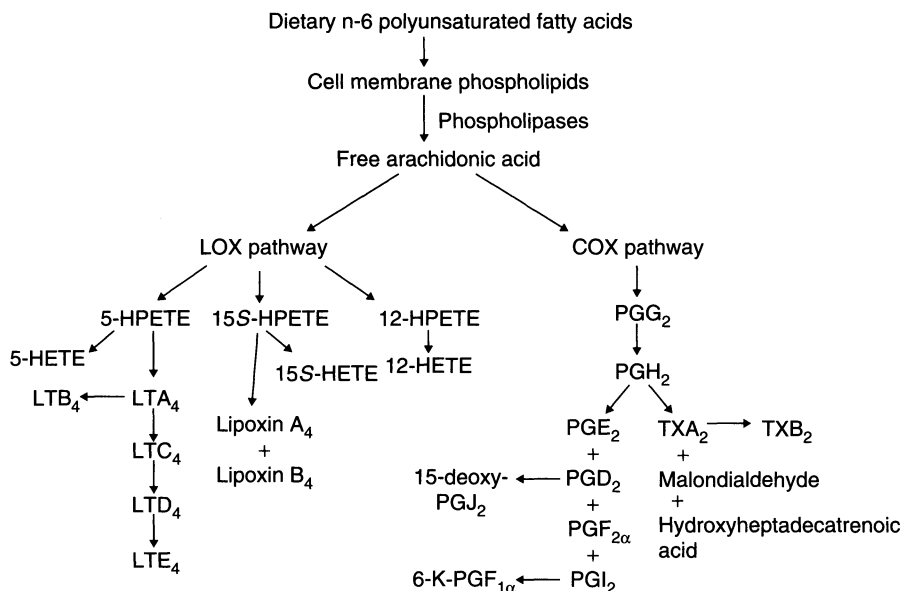 Dietary n-6 polyunsaturated fatty acids
Cell membrane phospholipids
Phospholipases
Free arachidonic acid
LOX pathway
COX pathway
5-HPETE
15S-HPETE
12-HPETE
PGG₂
5-HETE
15S-HETE
12-HETE
PGH₂
LTB₄
LTA₄
Lipoxin A₄
+
Lipoxin B₄
LTC₄
LTD₄
LTE₄
PGE₂
+
PGD₂
+
PGF₂α
+
PGI₂
15-deoxy-
PGJ₂
6-K-PGF₁α
TXA₂
TXB₂
+
Malondialdehyde
+
Hydroxyheptadecatrenoic
acid